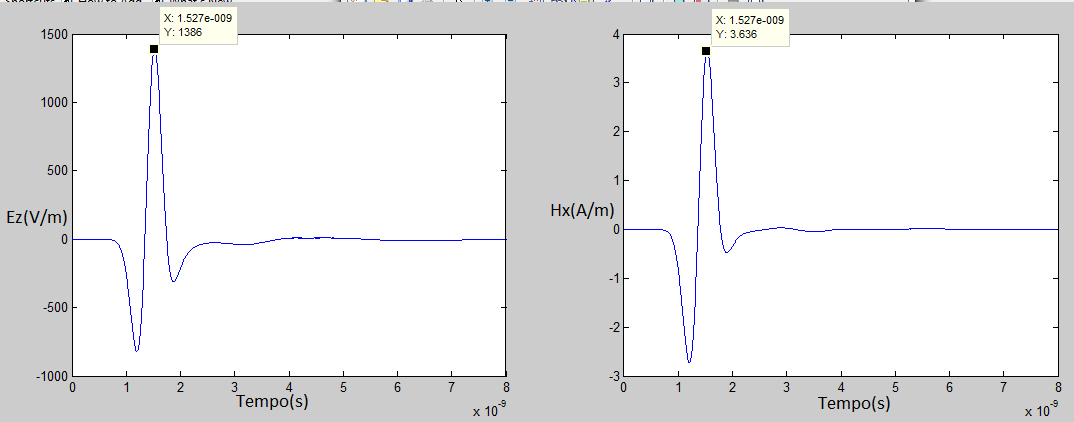 What's New
X: 1.527e-009
Y: 1386
1500
1000
500
0
-500
-1000
Ez(V/m)
0 1 2 3 4 5 6 7 8
Tempo(s)
x 10⁻⁹
X: 1.527e-009
Y: 3.636
4
3
2
1
0
-1
-2
-3
Hx(A/m)
0 1 2 3 4 5 6 7 8
Tempo(s)
x 10⁻⁹